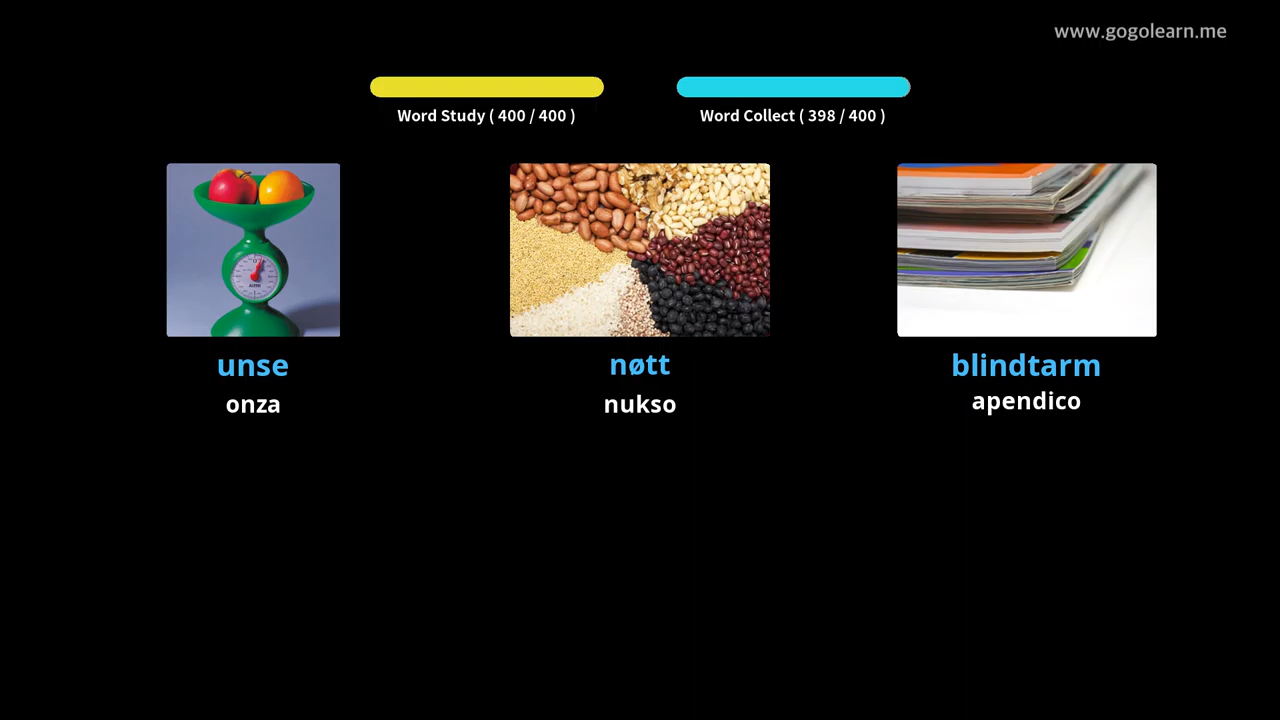 www.gogolearn.me
Word Study ( 400 / 400 )
Word Collect ( 398 / 400 )
unse
nøtt
blindtarm
onza
nukso
apendico